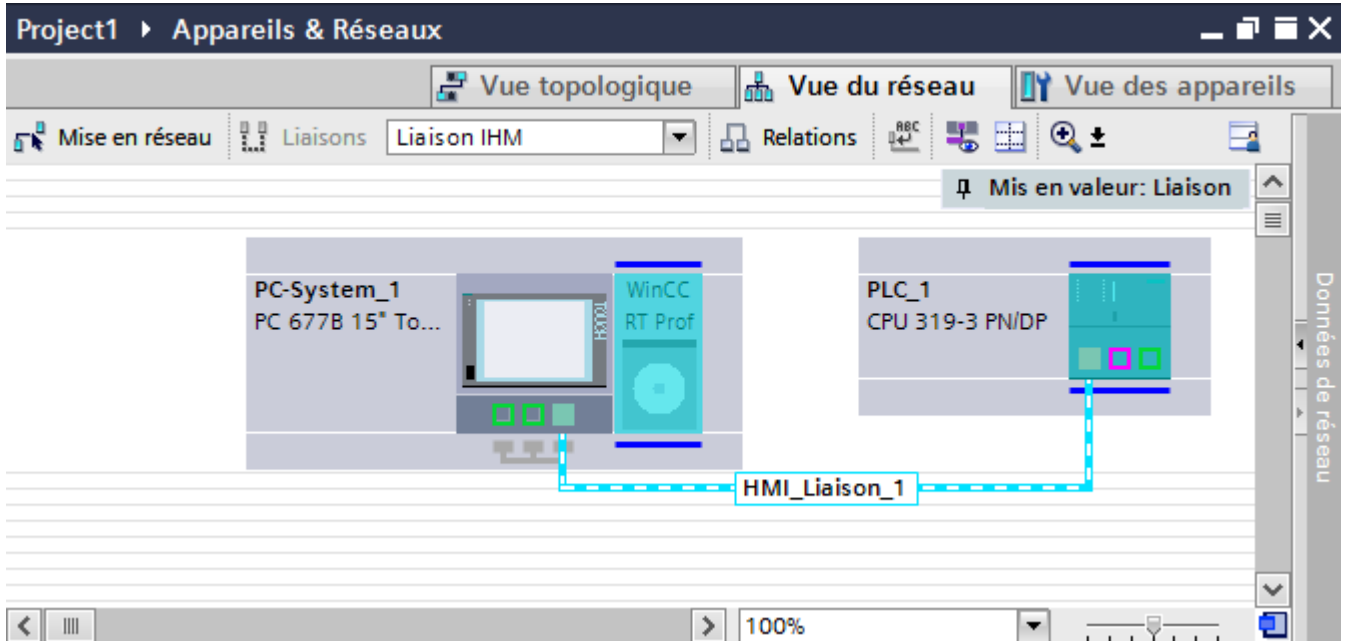 Project1 ▸ Appareils & Réseaux
Vue topologique Vue du réseau Vue des appareils
Mise en réseau Liaisons Liaison IHM Relations ABC
Mis en valeur: Liaison
PC-System_1
PC 677B 15" To...
TOUCH
WinCC
RT Prof
PLC_1
CPU 319-3 PN/DP
HMI_Liaison_1
Données de réseau
100%